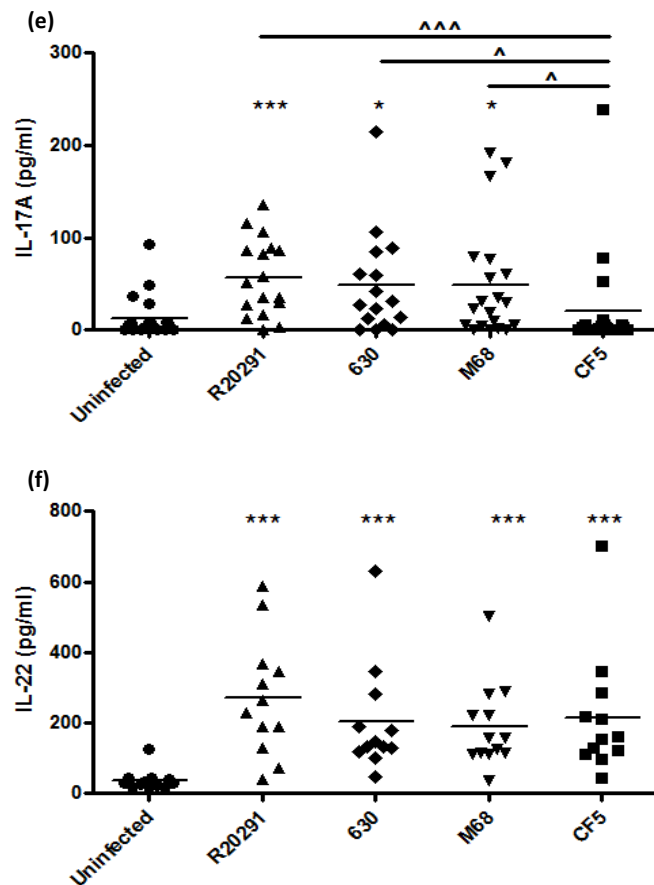 (e)
^^^
^
^
*** * *
300
200
100
0
IL-17A (pg/ml)
Uninfected R20291 630 M68 CF5
(f)
*** *** *** ***
800
600
400
200
0
IL-22 (pg/ml)
Uninfected R20291 630 M68 CF5